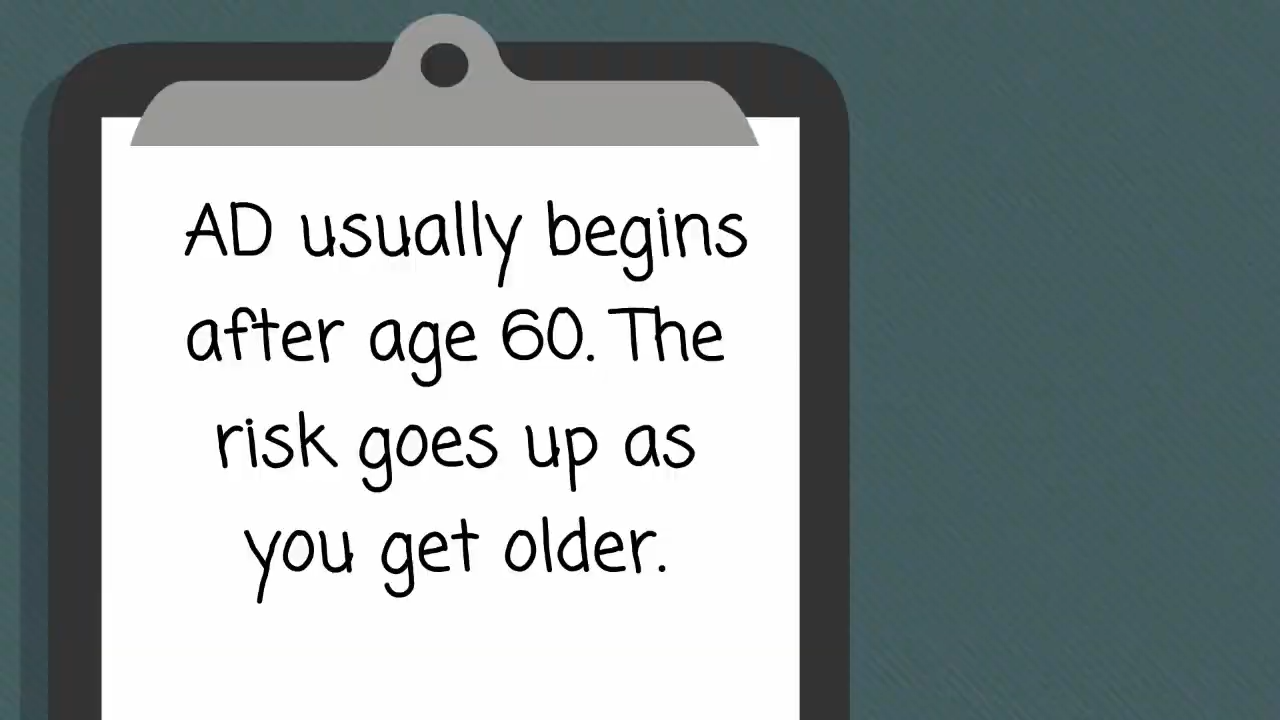 AD usually begins
after age 60. The
risk goes up as
you get older.